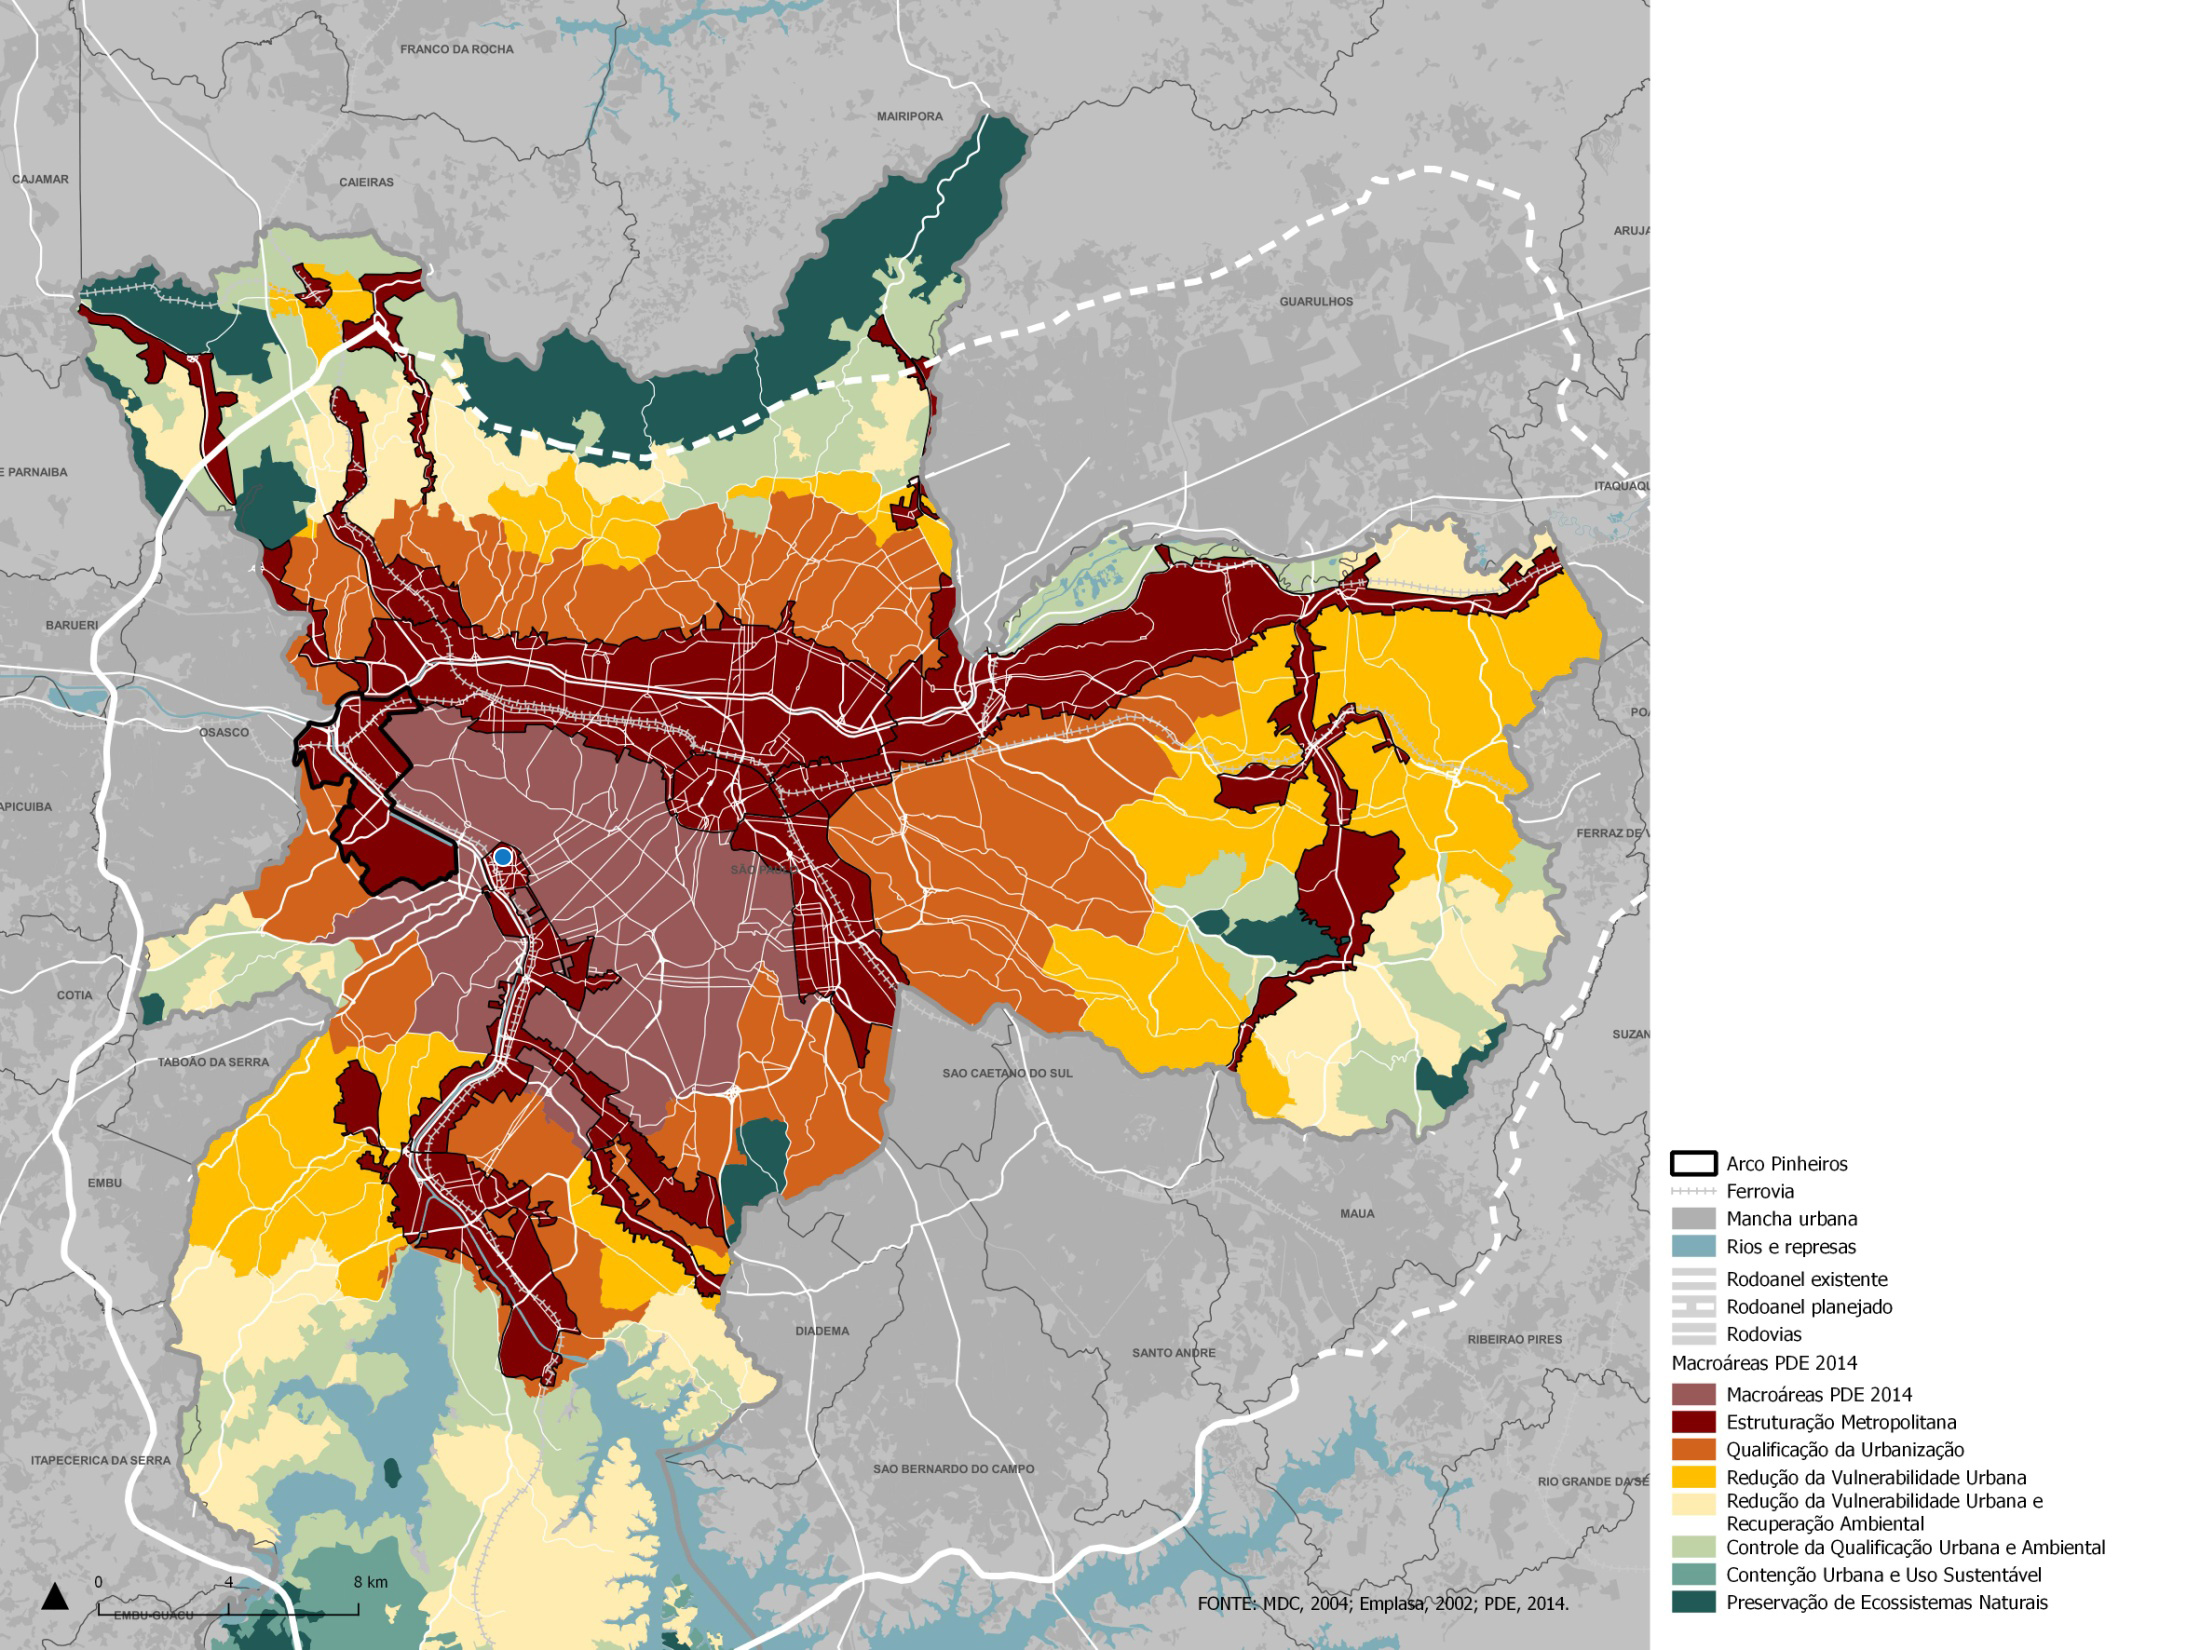 FRANCO DA ROCHA
MAIRIPORA
CAJAMAR
CAIEIRAS
ARUJA
GUARULHOS
E PARNAIBA
ITAQUAQU
BARUERI
POA
OSASCO
APICUIBA
FERRAZ DE V
SÃO PAULO
COTIA
SUZAN
TABOÃO DA SERRA
SAO CAETANO DO SUL
EMBU
MAUA
DIADEMA
RIBEIRAO PIRES
SANTO ANDRE
ITAPECERICA DA SERRA
SAO BERNARDO DO CAMPO
RIO GRANDE DA SE
0 4 8 km
EMBU-GUACU
FONTE: MDC, 2004; Emplasa, 2002; PDE, 2014.
Arco Pinheiros
Ferrovia
Mancha urbana
Rios e represas
Rodoanel existente
Rodoanel planejado
Rodovias
Macroáreas PDE 2014
Macroáreas PDE 2014
Estruturação Metropolitana
Qualificação da Urbanização
Redução da Vulnerabilidade Urbana
Redução da Vulnerabilidade Urbana e
Recuperação Ambiental
Controle da Qualificação Urbana e Ambiental
Contenção Urbana e Uso Sustentável
Preservação de Ecossistemas Naturais